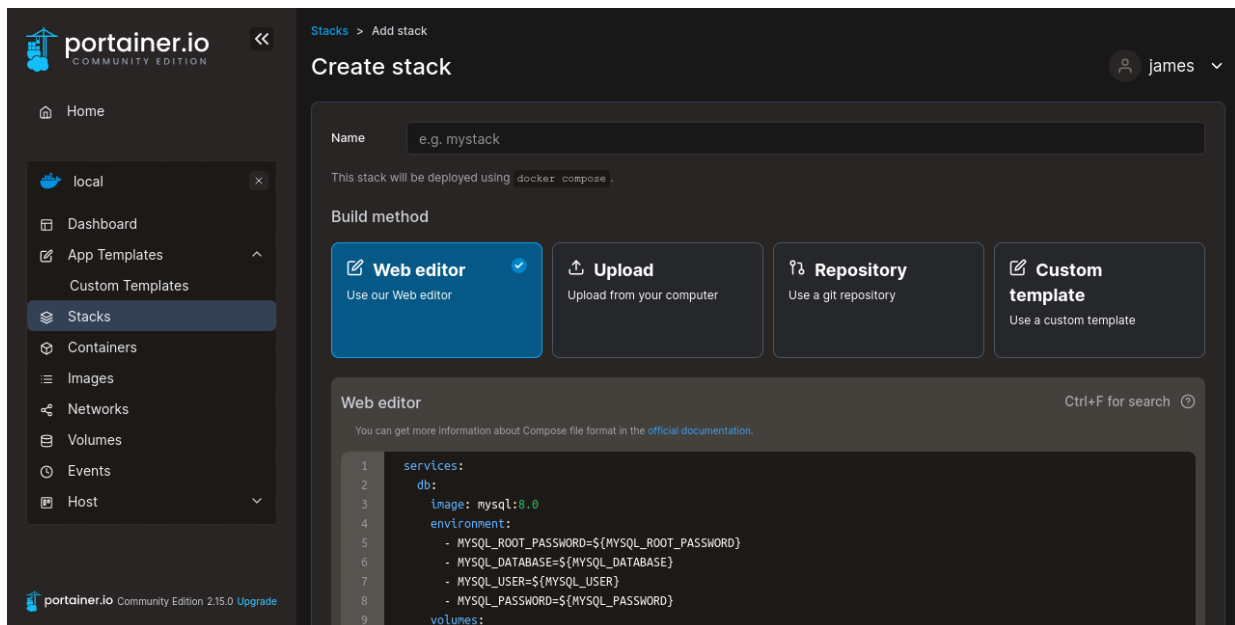 portainer.io
COMMUNITY EDITION
Home
local
Dashboard
App Templates
Custom Templates
Stacks
Containers
Images
Networks
Volumes
Events
Host
portainer.io Community Edition 2.15.0 Upgrade
Stacks > Add stack
Create stack
james
Name
e.g. mystack
This stack will be deployed using docker compose.
Build method
Web editor
Use our Web editor
Upload
Upload from your computer
Repository
Use a git repository
Custom
template
Use a custom template
Web editor
Ctrl+F for search
You can get more information about Compose file format in the official documentation.
1 services:
2 db:
3 image: mysql:8.0
4 environment:
5 - MYSQL_ROOT_PASSWORD=${MYSQL_ROOT_PASSWORD}
6 - MYSQL_DATABASE=${MYSQL_DATABASE}
7 - MYSQL_USER=${MYSQL_USER}
8 - MYSQL_PASSWORD=${MYSQL_PASSWORD}
9 volumes: